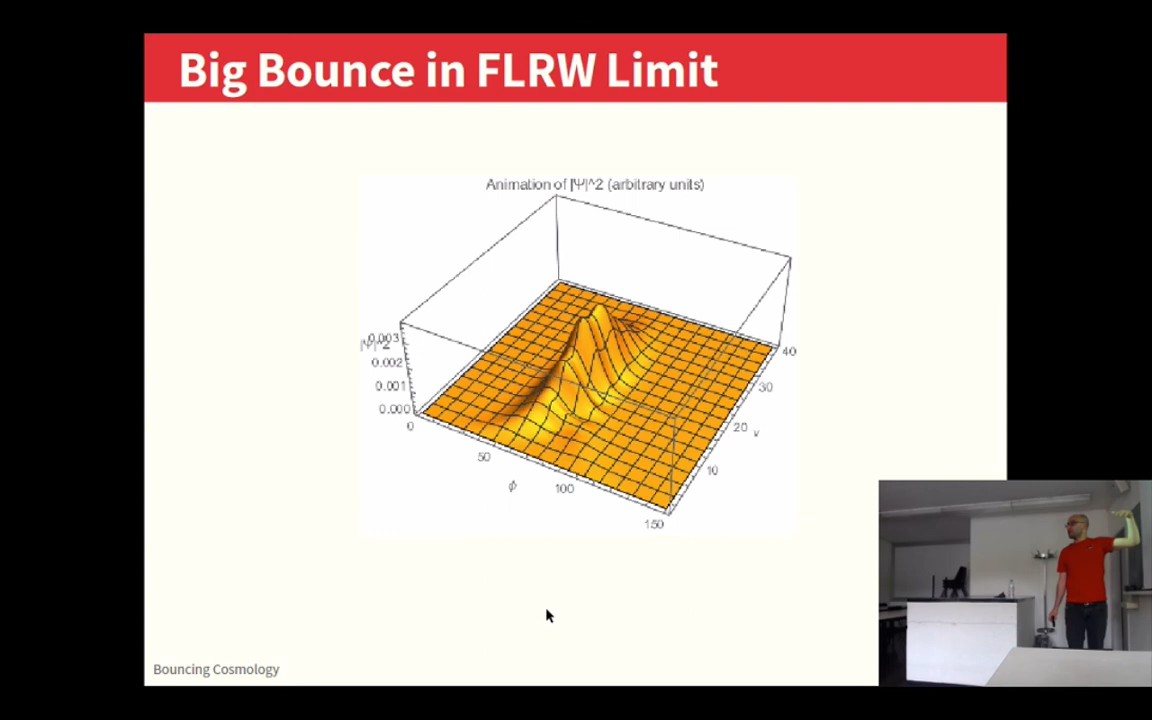 Big Bounce in FLRW Limit
Animation of |Ψ|^2 (arbitrary units)
|Ψ|^2
0.003
0.002
0.001
0.000
0
50
ϕ
100
150
10
20
v
30
40
Bouncing Cosmology